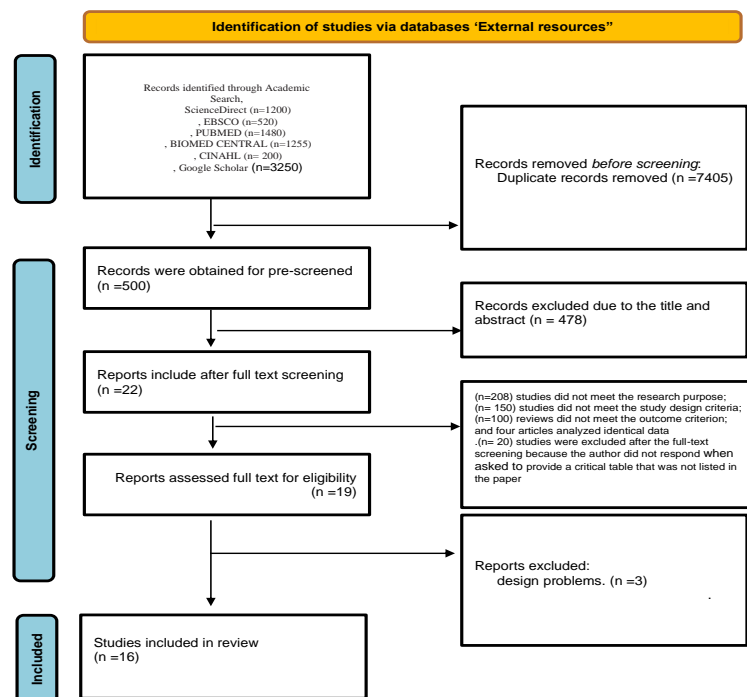 Identification of studies via databases ‘External resources”
Identification
Records identified through Academic
Search,
ScienceDirect (n=1200)
, EBSCO (n=520)
, PUBMED (n=1480)
, BIOMED CENTRAL (n=1255)
, CINAHL (n= 200)
, Google Scholar (n=3250)
Records removed before screening:
Duplicate records removed (n =7405)
Screening
Records were obtained for pre-screened
(n =500)
Records excluded due to the title and
abstract (n = 478)
Reports include after full text screening
(n =22)
(n=208) studies did not meet the research purpose;
(n= 150) studies did not meet the study design criteria;
(n=100) reviews did not meet the outcome criterion;
and four articles analyzed identical data
.(n= 20) studies were excluded after the full-text
screening because the author did not respond when
asked to provide a critical table that was not listed in
the paper
Reports assessed full text for eligibility
(n =19)
Reports excluded:
design problems. (n =3)
.
Included
Studies included in review
(n =16)